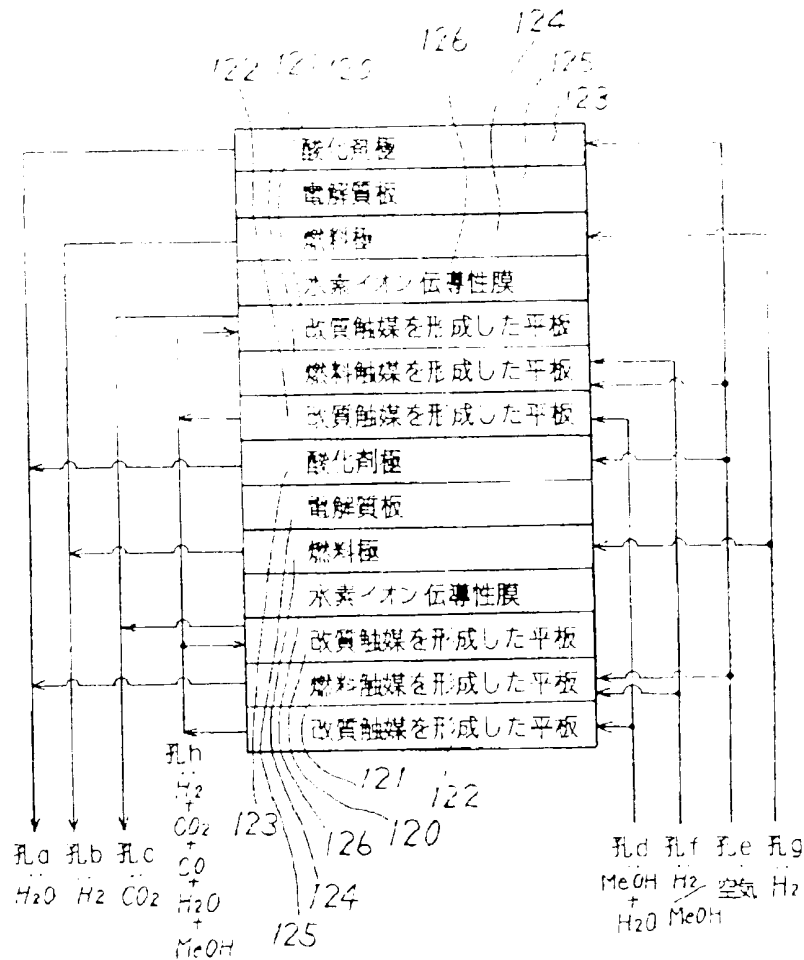 124
126
122 121 120
125
123
酸化剤極
電解質板
燃料極
水素イオン伝導性膜
改質触媒を形成した平板
燃料触媒を形成した平板
改質触媒を形成した平板
酸化剤極
電解質板
燃料極
水素イオン伝導性膜
改質触媒を形成した平板
燃料触媒を形成した平板
改質触媒を形成した平板
121
122
123
126
120
124
125
孔a
H2O
孔b
H2
孔c
CO2
孔h
H2
+
CO2
+
CO
+
H2O
+
MeOH
孔d
MeOH
+
H2O
孔f
H2
MeOH
孔e
空気
孔g
H2